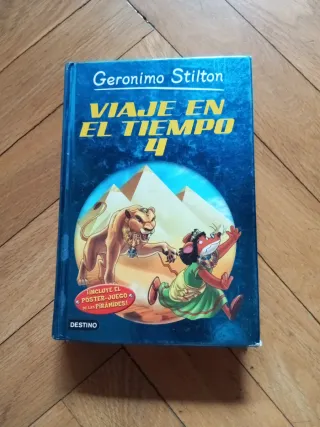 Geronimo Stilton
VIAJE EN
EL TIEMPO
4
¡INCLUYE EL
PÓSTER-JUEGO
DE LAS PIRÁMIDES!
DESTINO